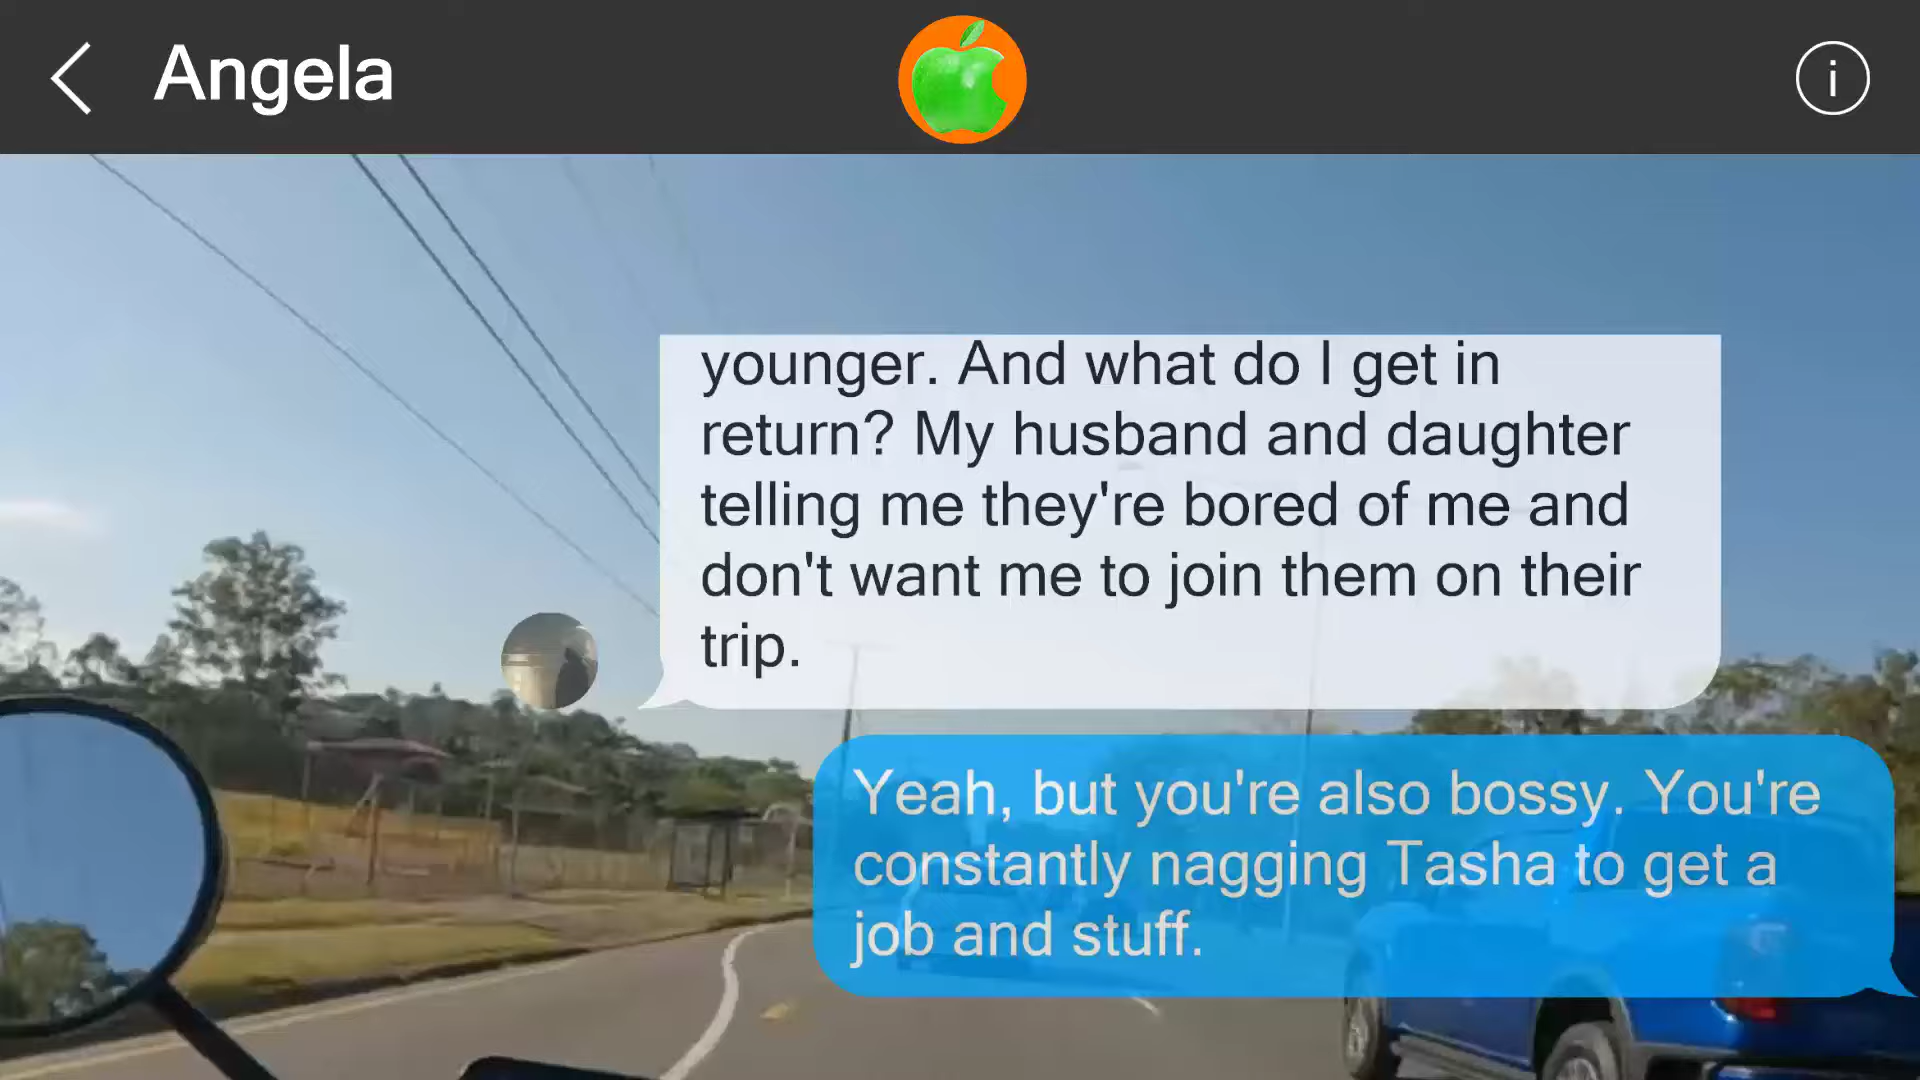 Angela
i
younger. And what do I get in
return? My husband and daughter
telling me they're bored of me and
don't want me to join them on their
trip.
Yeah, but you're also bossy. You're
constantly nagging Tasha to get a
job and stuff.